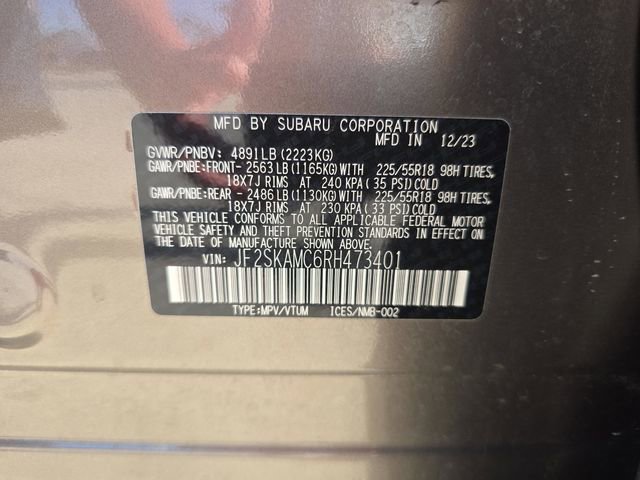 MFD BY SUBARU CORPORATION
MFD IN 12/23
GVWR/PNBV: 4891LB (2223KG)
GAWR/PNBE:FRONT- 2563LB (1165KG)WITH 225/55R18 98H TIRES,
18X7J RIMS AT 240 KPA(35 PSI)COLD
GAWR/PNBE:REAR - 2486LB (1130KG)WITH 225/55R18 98H TIRES,
18X7J RIMS AT 230 KPA(33 PSI)COLD
THIS VEHICLE CONFORMS TO ALL APPLICABLE FEDERAL MOTOR
VEHICLE SAFETY AND THEFT PREVENTION STANDARDS IN EFFECT ON
THE DATE OF MANUFACTURE SHOWN ABOVE.
VIN: JF2SKAMC6RH473401
TYPE:MPV/VTUM ICES/NMB-002